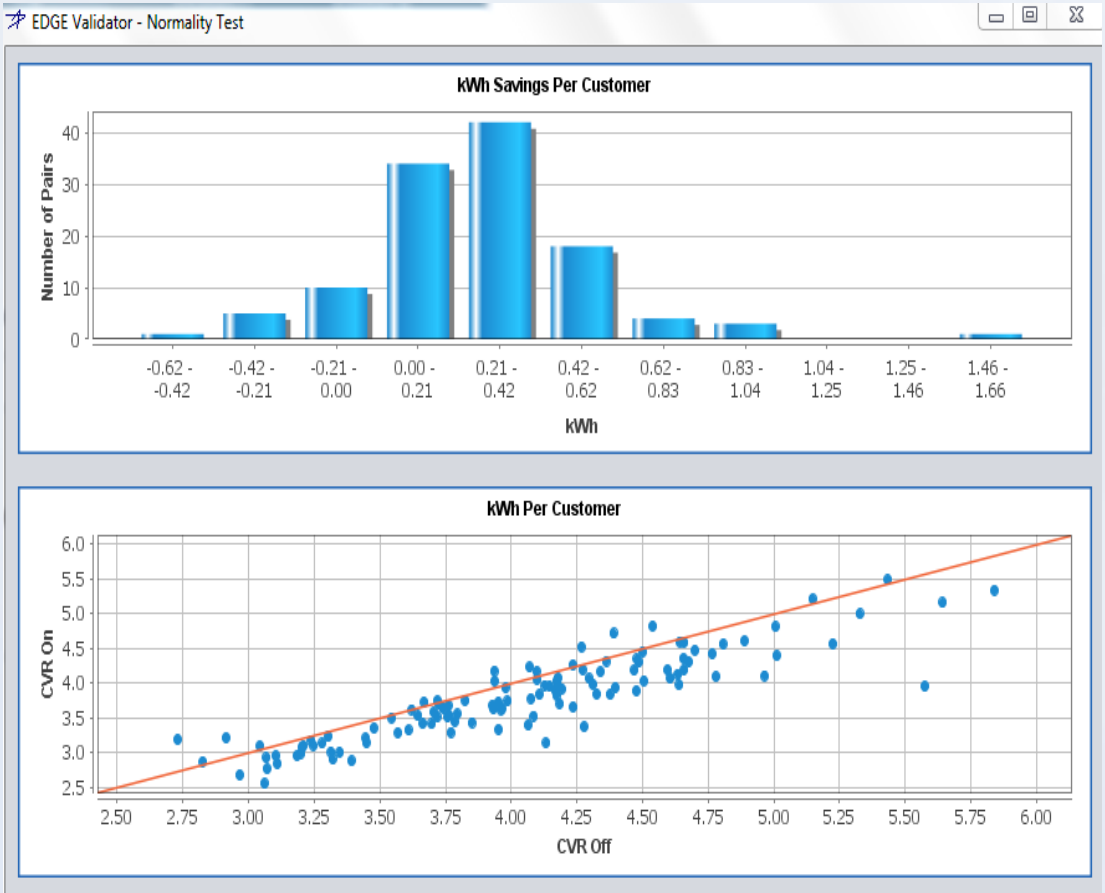 EDGE Validator - Normality Test
kWh Savings Per Customer
Number of Pairs
40
30
20
10
0
-0.62 - -0.42 - -0.21 - 0.00 - 0.21 - 0.42 - 0.62 - 0.83 - 1.04 - 1.25 - 1.46 -
-0.42 -0.21 0.00 0.21 0.42 0.62 0.83 1.04 1.25 1.46 1.66
kWh
kWh Per Customer
CVR On
6.0
5.5
5.0
4.5
4.0
3.5
3.0
2.5
2.50 2.75 3.00 3.25 3.50 3.75 4.00 4.25 4.50 4.75 5.00 5.25 5.50 5.75 6.00
CVR Off